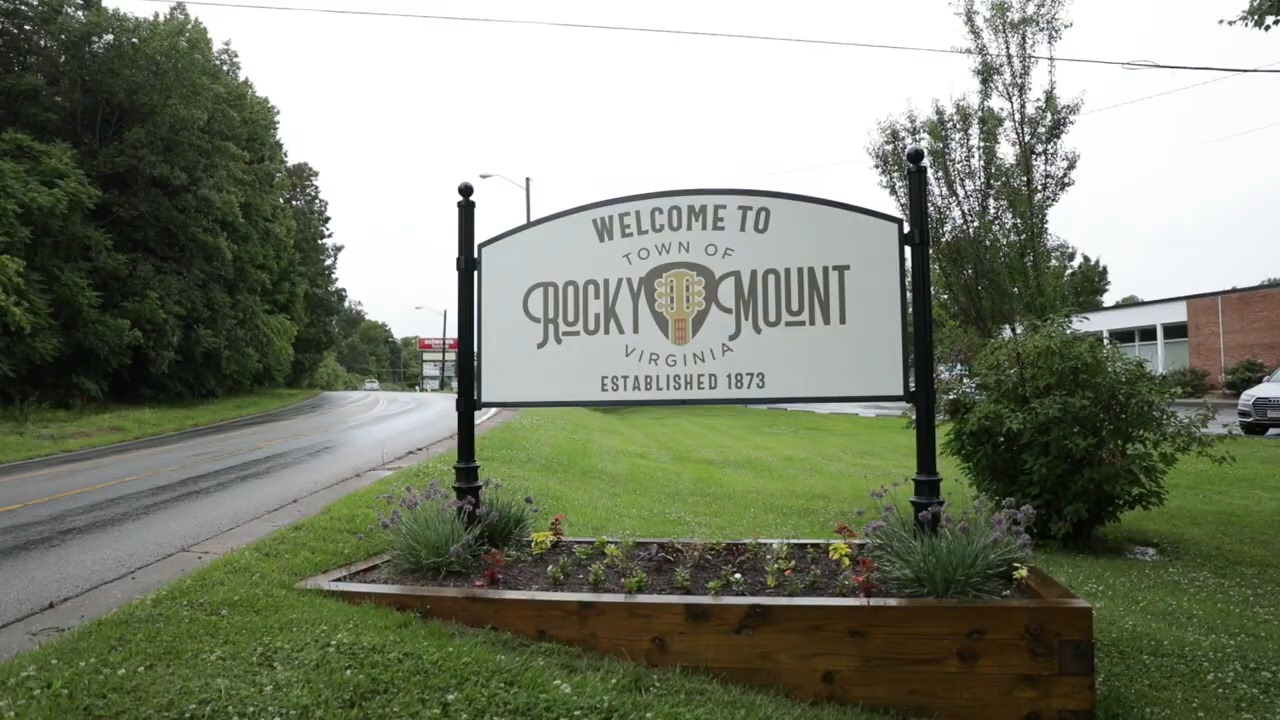 WELCOME TO
TOWN OF
ROCKY MOUNT
VIRGINIA
ESTABLISHED 1873